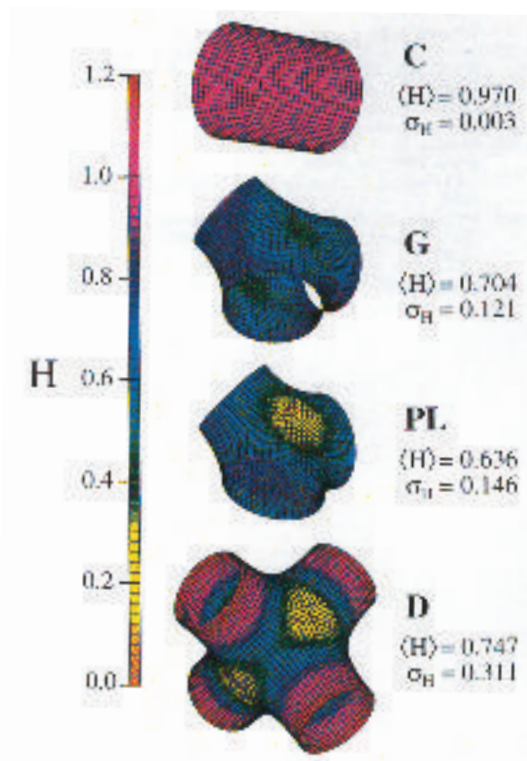 H
1.2
1.0
0.8
0.6
0.4
0.2
0.0
C
⟨H⟩ = 0.970
σH = 0.003
G
⟨H⟩ = 0.704
σH = 0.121
PL
⟨H⟩ = 0.636
σH = 0.146
D
⟨H⟩ = 0.747
σH = 0.311